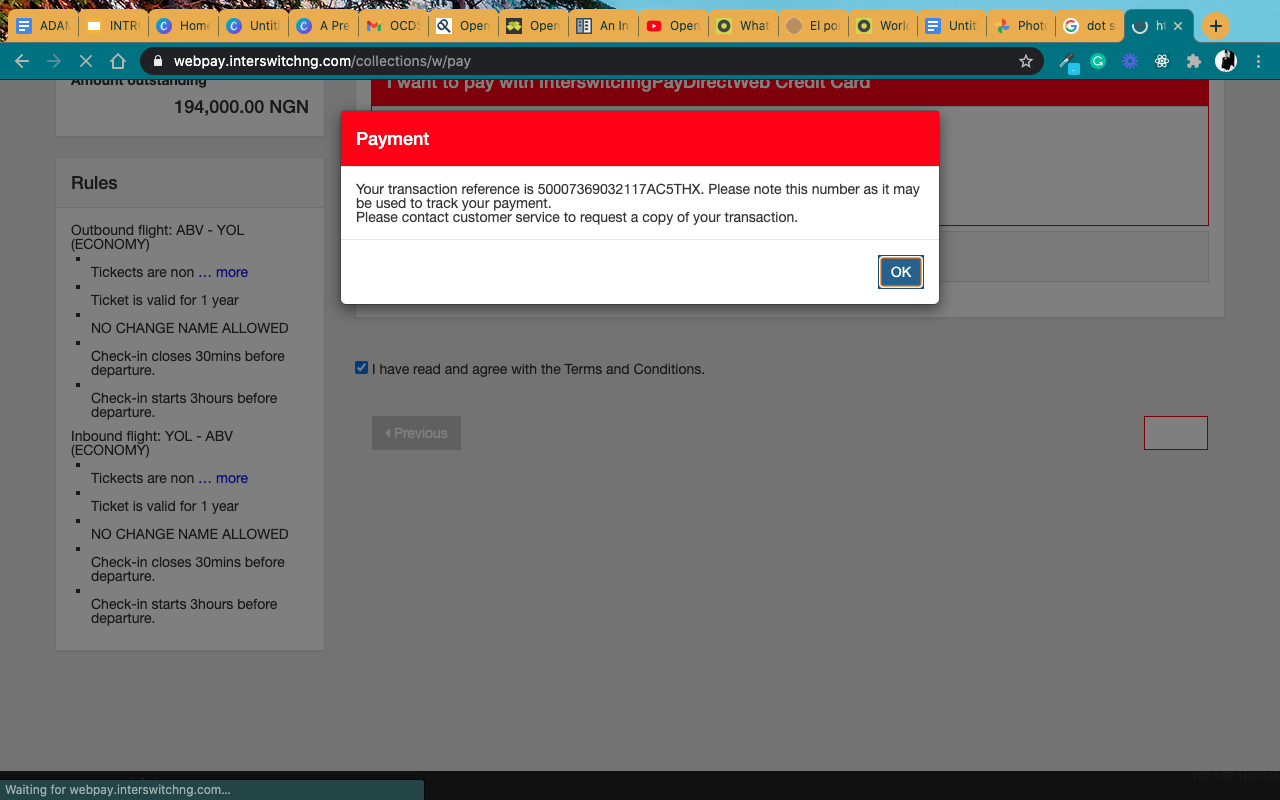 ADAM
INTRO
Home
Untitl
A Pre
OCDS
Open
Open
An In
Open
What
El po
World
Untit
Photo
dot s
ht
webpay.interswitchng.com/collections/w/pay
Amount outstanding
194,000.00 NGN
I want to pay with InterswitchngPayDirectWeb Credit Card
Payment
Your transaction reference is 50007369032117AC5THX. Please note this number as it may
be used to track your payment.
Please contact customer service to request a copy of your transaction.
OK
Rules
Outbound flight: ABV - YOL
(ECONOMY)
Tickects are non … more
Ticket is valid for 1 year
NO CHANGE NAME ALLOWED
Check-in closes 30mins before
departure.
Check-in starts 3hours before
departure.
Inbound flight: YOL - ABV
(ECONOMY)
Tickects are non … more
Ticket is valid for 1 year
NO CHANGE NAME ALLOWED
Check-in closes 30mins before
departure.
Check-in starts 3hours before
departure.
I have read and agree with the Terms and Conditions.
Previous
Waiting for webpay.interswitchng.com...